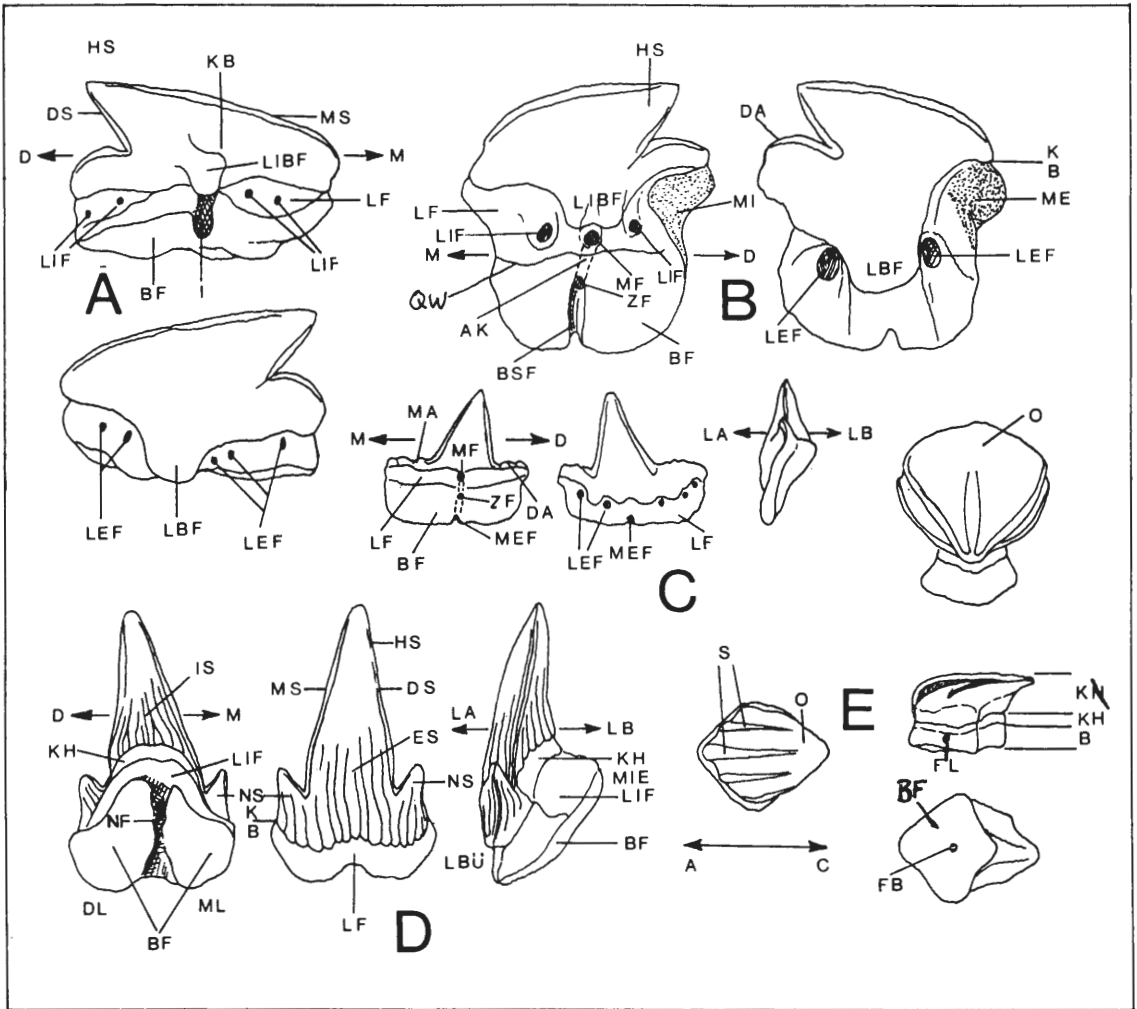 HS
KB
DS
MS
D
M
LIBF
LF
LIF
BF
LIF
A
LEF
LBF
LEF
HS
LF
LIBF
LIF
MI
M
D
LIF
MF
QW
ZF
AK
BF
BSF
B
DA
K
B
ME
LBF
LEF
LEF
MA
M
D
MF
ZF
DA
LF
MEF
BF
LEF
MEF
LF
C
LA
LB
O
IS
D
M
KH
LIF
NS
NF
K
B
DL
ML
BF
HS
MS
DS
ES
NS
LF
D
LA
LB
KH
MIE
LIF
BF
LBÜ
S
O
E
A
C
KH
KH
B
FL
BF
FB